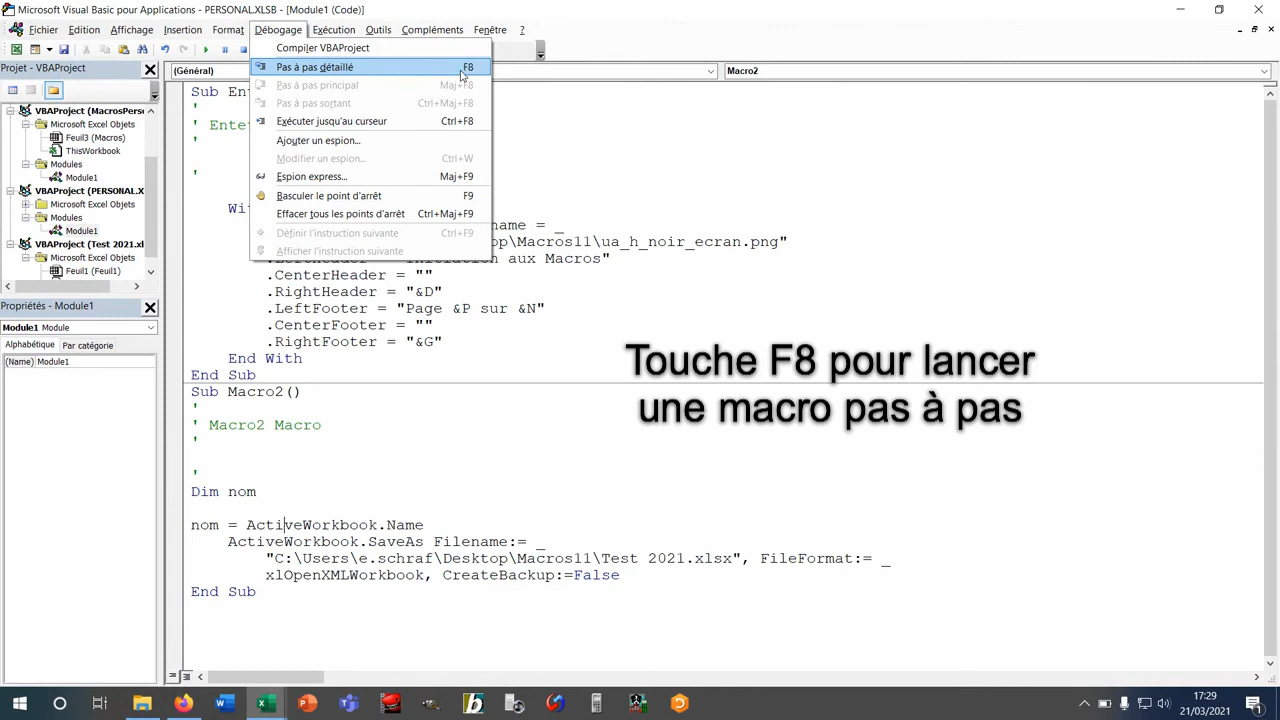 Microsoft Visual Basic pour Applications - PERSONAL.XLSB - [Module1 (Code)]
Fichier Edition Affichage Insertion Format Débogage Exécution Outils Compléments Fenêtre ?
Compiler VBAProject
Pas à pas détaillé F8
Pas à pas principal Maj+F8
Pas à pas sortant Ctrl+Maj+F8
Exécuter jusqu'au curseur Ctrl+F8
Ajouter un espion...
Modifier un espion... Ctrl+W
Espion express... Maj+F9
Basculer le point d'arrêt F9
Effacer tous les points d'arrêt Ctrl+Maj+F9
Définir l'instruction suivante Ctrl+F9
Afficher l'instruction suivante
Projet - VBAProject
VBAProject (MacrosPerso
Microsoft Excel Objets
Feuil3 (Macros)
ThisWorkbook
Modules
Module1
VBAProject (PERSONAL.X
Microsoft Excel Objets
Modules
Module1
VBAProject (Test 2021.xl
Microsoft Excel Objets
Feuil1 (Feuil1)
Propriétés - Module1
Module1 Module
Alphabétique Par catégorie
(Name) Module1
(Général) Macro2
Sub En
'
' Ente
'
'
Wi
name = _
op\Macros11\ua_h_noir_ecran.png"
.CenterHeader = ""
.RightHeader = "&D"
.LeftFooter = "Page &P sur &N"
.CenterFooter = ""
.RightFooter = "&G"
End With
End Sub
Sub Macro2()
'
' Macro2 Macro
'
'
Dim nom
nom = ActiveWorkbook.Name
ActiveWorkbook.SaveAs Filename:= _
"C:\Users\e.schraf\Desktop\Macros11\Test 2021.xlsx", FileFormat:= _
xlOpenXMLWorkbook, CreateBackup:=False
End Sub
Touche F8 pour lancer
une macro pas à pas
17:29
21/03/2021